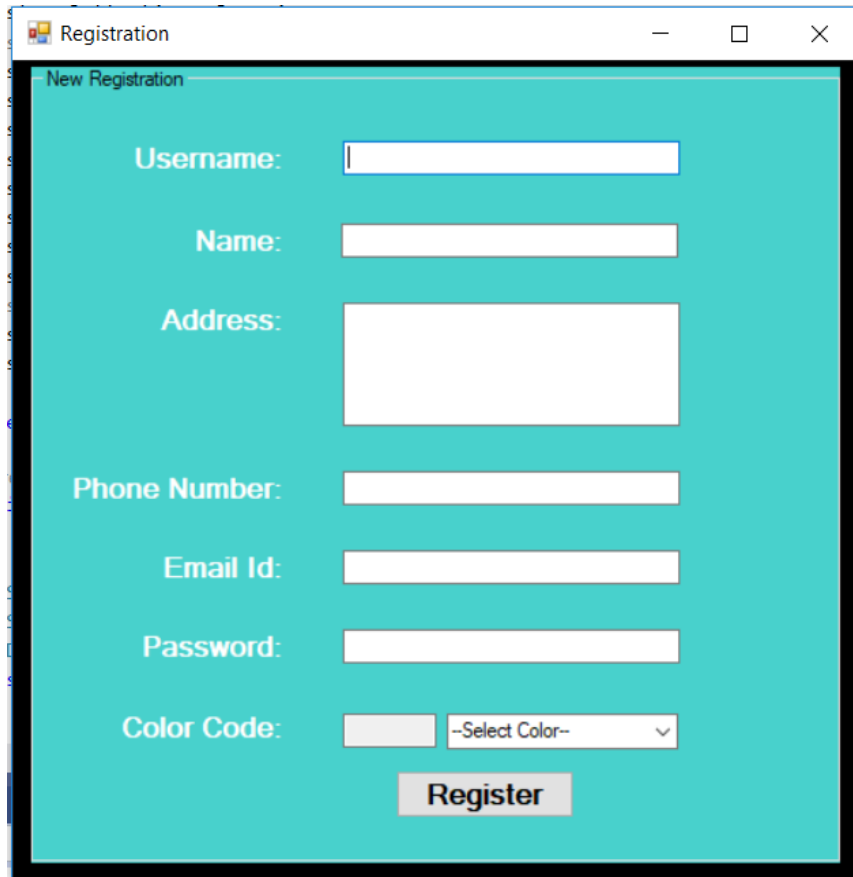 Registration
New Registration
Username:
Name:
Address:
Phone Number:
Email Id:
Password:
Color Code:
--Select Color--
Register